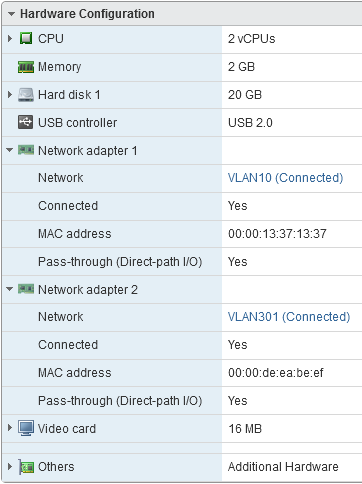 Hardware Configuration
CPU 2 vCPUs
Memory 2 GB
Hard disk 1 20 GB
USB controller USB 2.0
Network adapter 1
Network VLAN10 (Connected)
Connected Yes
MAC address 00:00:13:37:13:37
Pass-through (Direct-path I/O) Yes
Network adapter 2
Network VLAN301 (Connected)
Connected Yes
MAC address 00:00:de:ea:be:ef
Pass-through (Direct-path I/O) Yes
Video card 16 MB
Others Additional Hardware